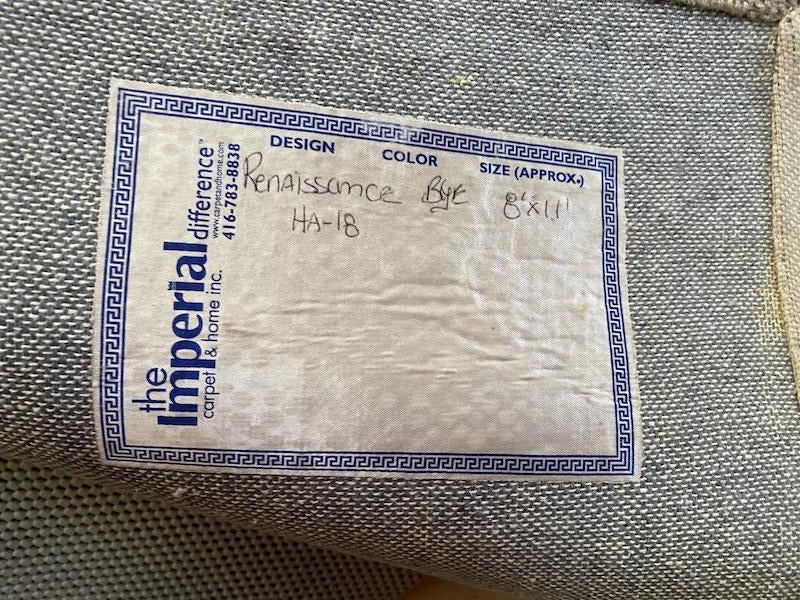 the
Imperial difference™
carpet & home inc.
www.carpetandhome.com
416-783-8838
DESIGN COLOR SIZE (APPROX.)
Renaissance Bge 8'x11'
HA-18